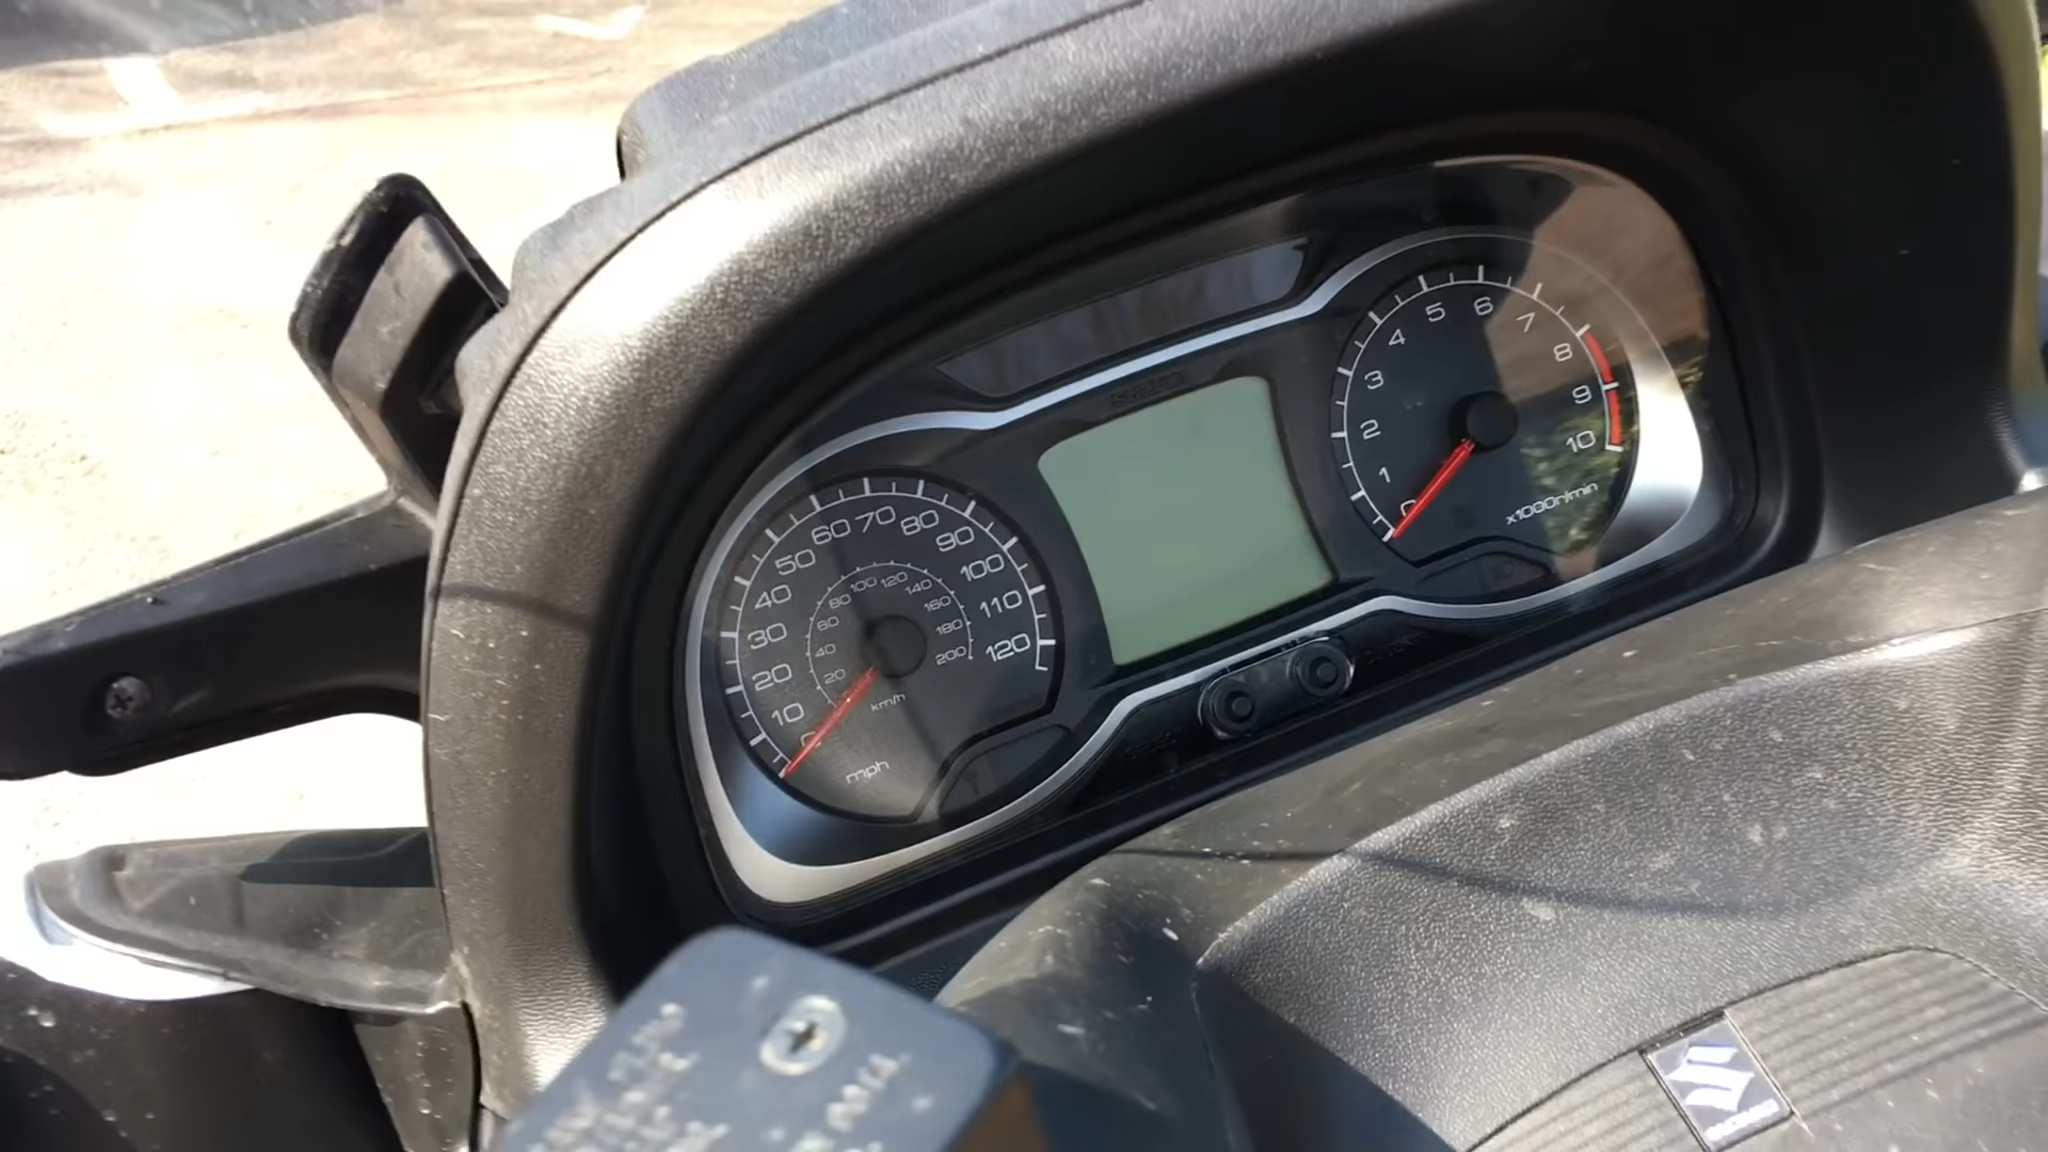 0 10 20 30 40 50 60 70 80 90 100 110 120
20 40 60 80 100 120 140 160 180 200
km/h
mph
0 1 2 3 4 5 6 7 8 9 10
x1000r/min